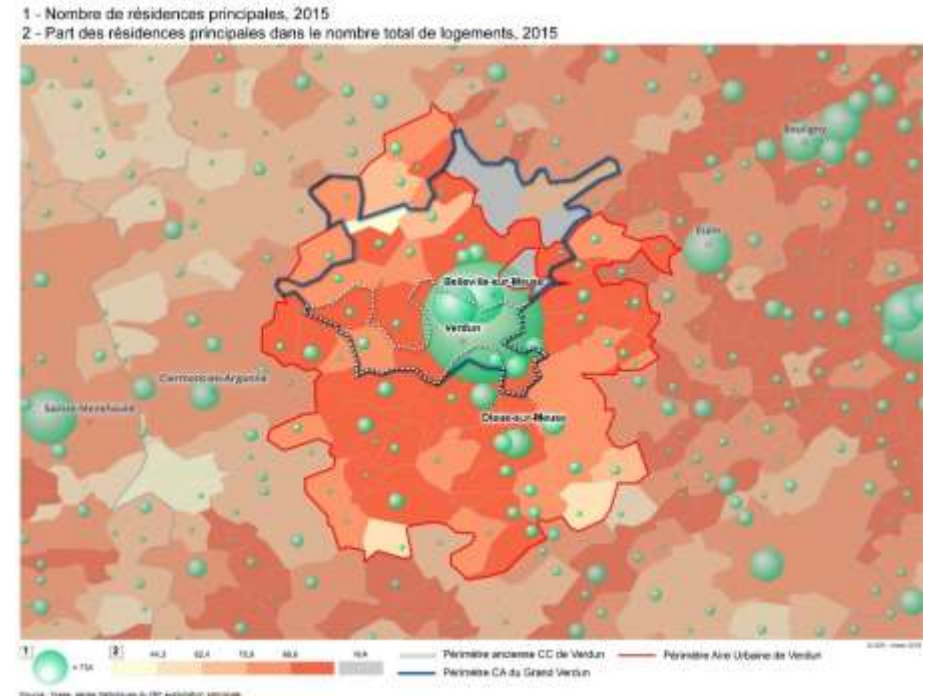 1 - Nombre de résidences principales, 2015
2 - Part des résidences principales dans le nombre total de logements, 2015
Bouligny
Etain
Belleville-sur-Meuse
Verdun
Clermont-en-Argonne
Sainte-Menehould
Dieue-sur-Meuse
1
2
N/A
Périmètre ancienne CC de Verdun
Périmètre Aire Urbaine de Verdun
Périmètre CA du Grand Verdun